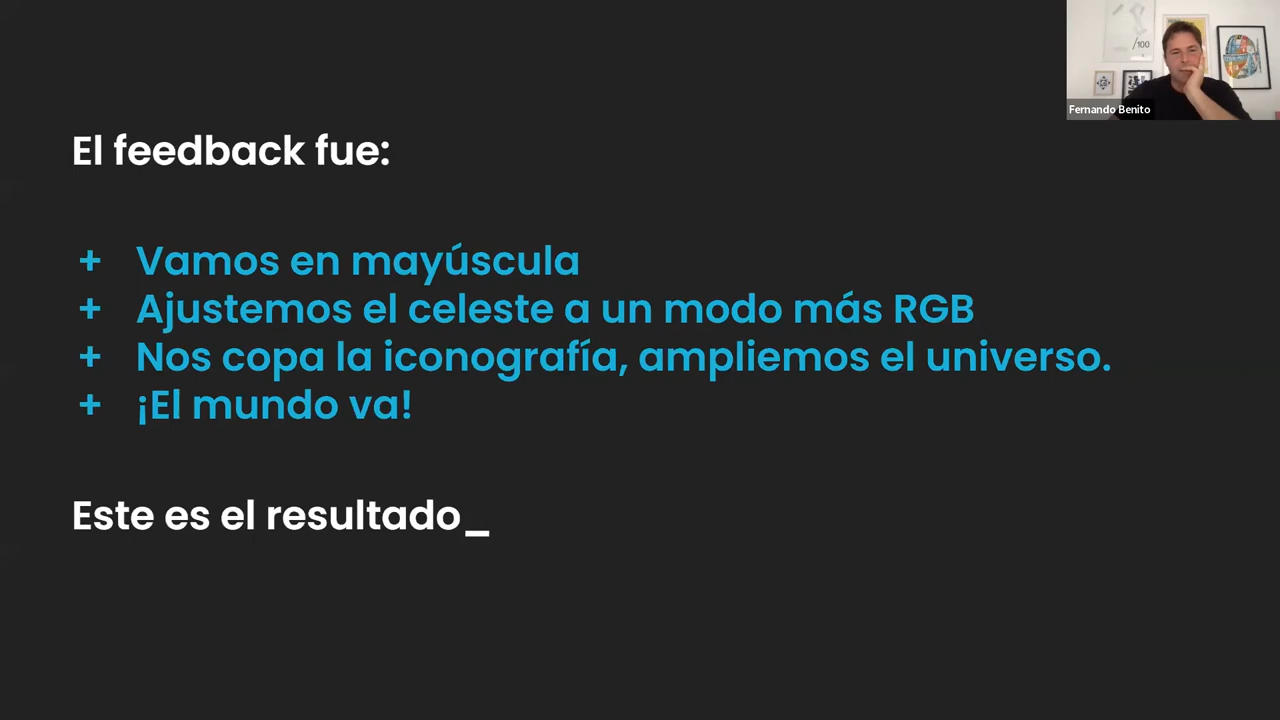 /100
Fernando Benito
El feedback fue:
+ Vamos en mayúscula
+ Ajustemos el celeste a un modo más RGB
+ Nos copa la iconografía, ampliemos el universo.
+ ¡El mundo va!
Este es el resultado_